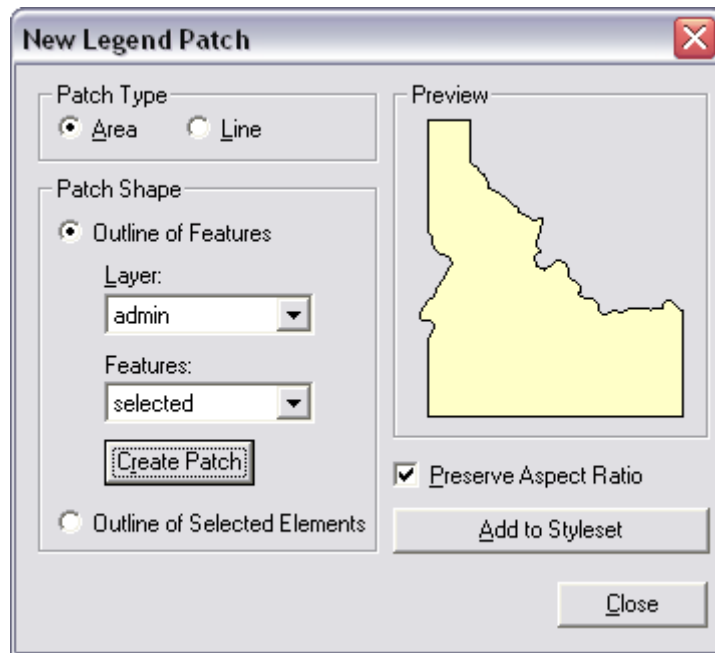 New Legend Patch
Patch Type
Area
Line
Patch Shape
Outline of Features
Layer:
admin
Features:
selected
Create Patch
Outline of Selected Elements
Preview
Preserve Aspect Ratio
Add to Styleset
Close